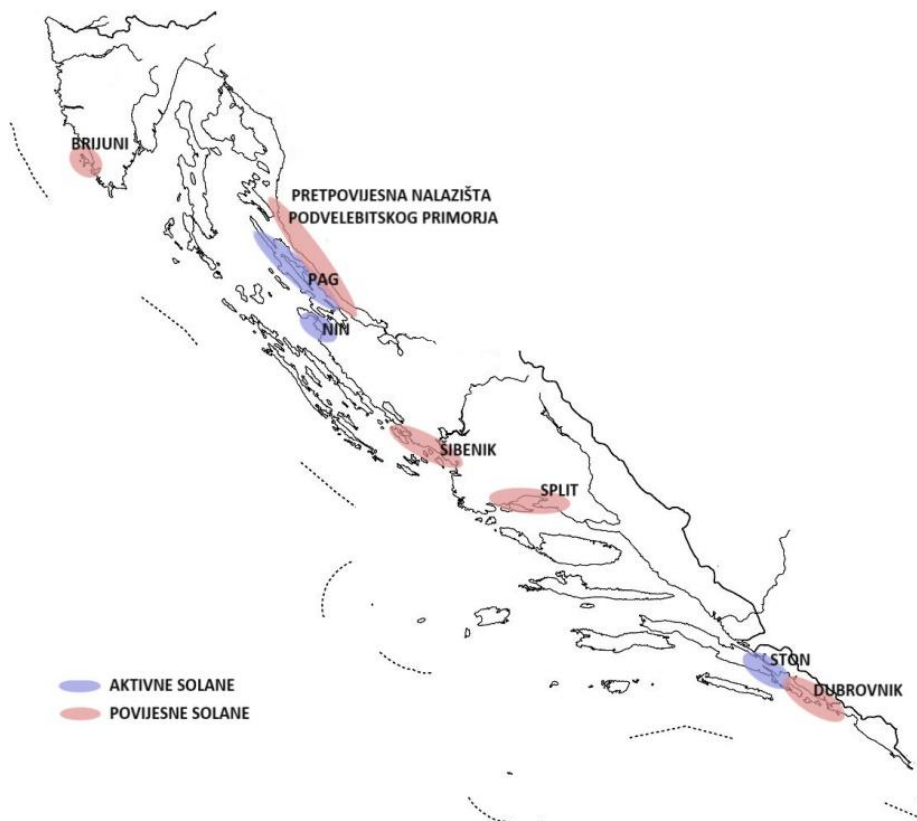 BRIJUNI
PRETPOVIJESNA NALAZIŠTA
PODVELEBITSKOG PRIMORJA
PAG
NIN
ŠIBENIK
SPLIT
STON
DUBROVNIK
AKTIVNE SOLANE
POVIJESNE SOLANE